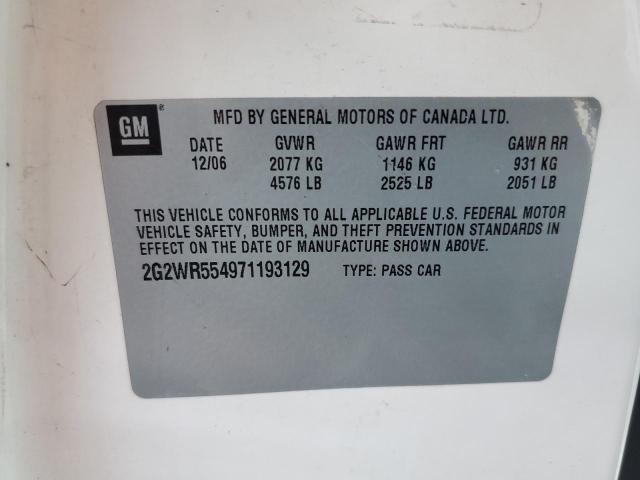 GM ® MFD BY GENERAL MOTORS OF CANADA LTD.
DATE GVWR GAWR FRT GAWR RR
12/06 2077 KG 1146 KG 931 KG
4576 LB 2525 LB 2051 LB
THIS VEHICLE CONFORMS TO ALL APPLICABLE U.S. FEDERAL MOTOR
VEHICLE SAFETY, BUMPER, AND THEFT PREVENTION STANDARDS IN
EFFECT ON THE DATE OF MANUFACTURE SHOWN ABOVE.
2G2WR554971193129 TYPE: PASS CAR